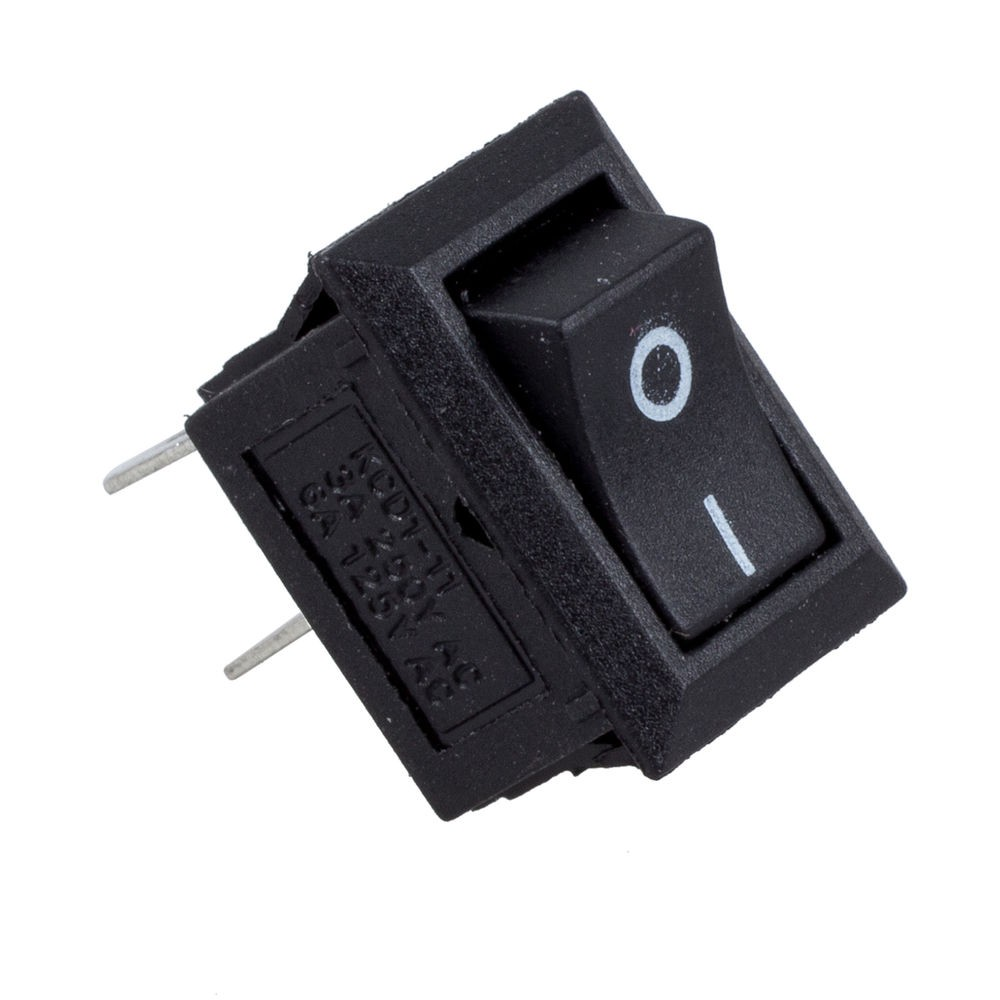 O
I
KCD1-11
3A 250V AC
6A 125V AC